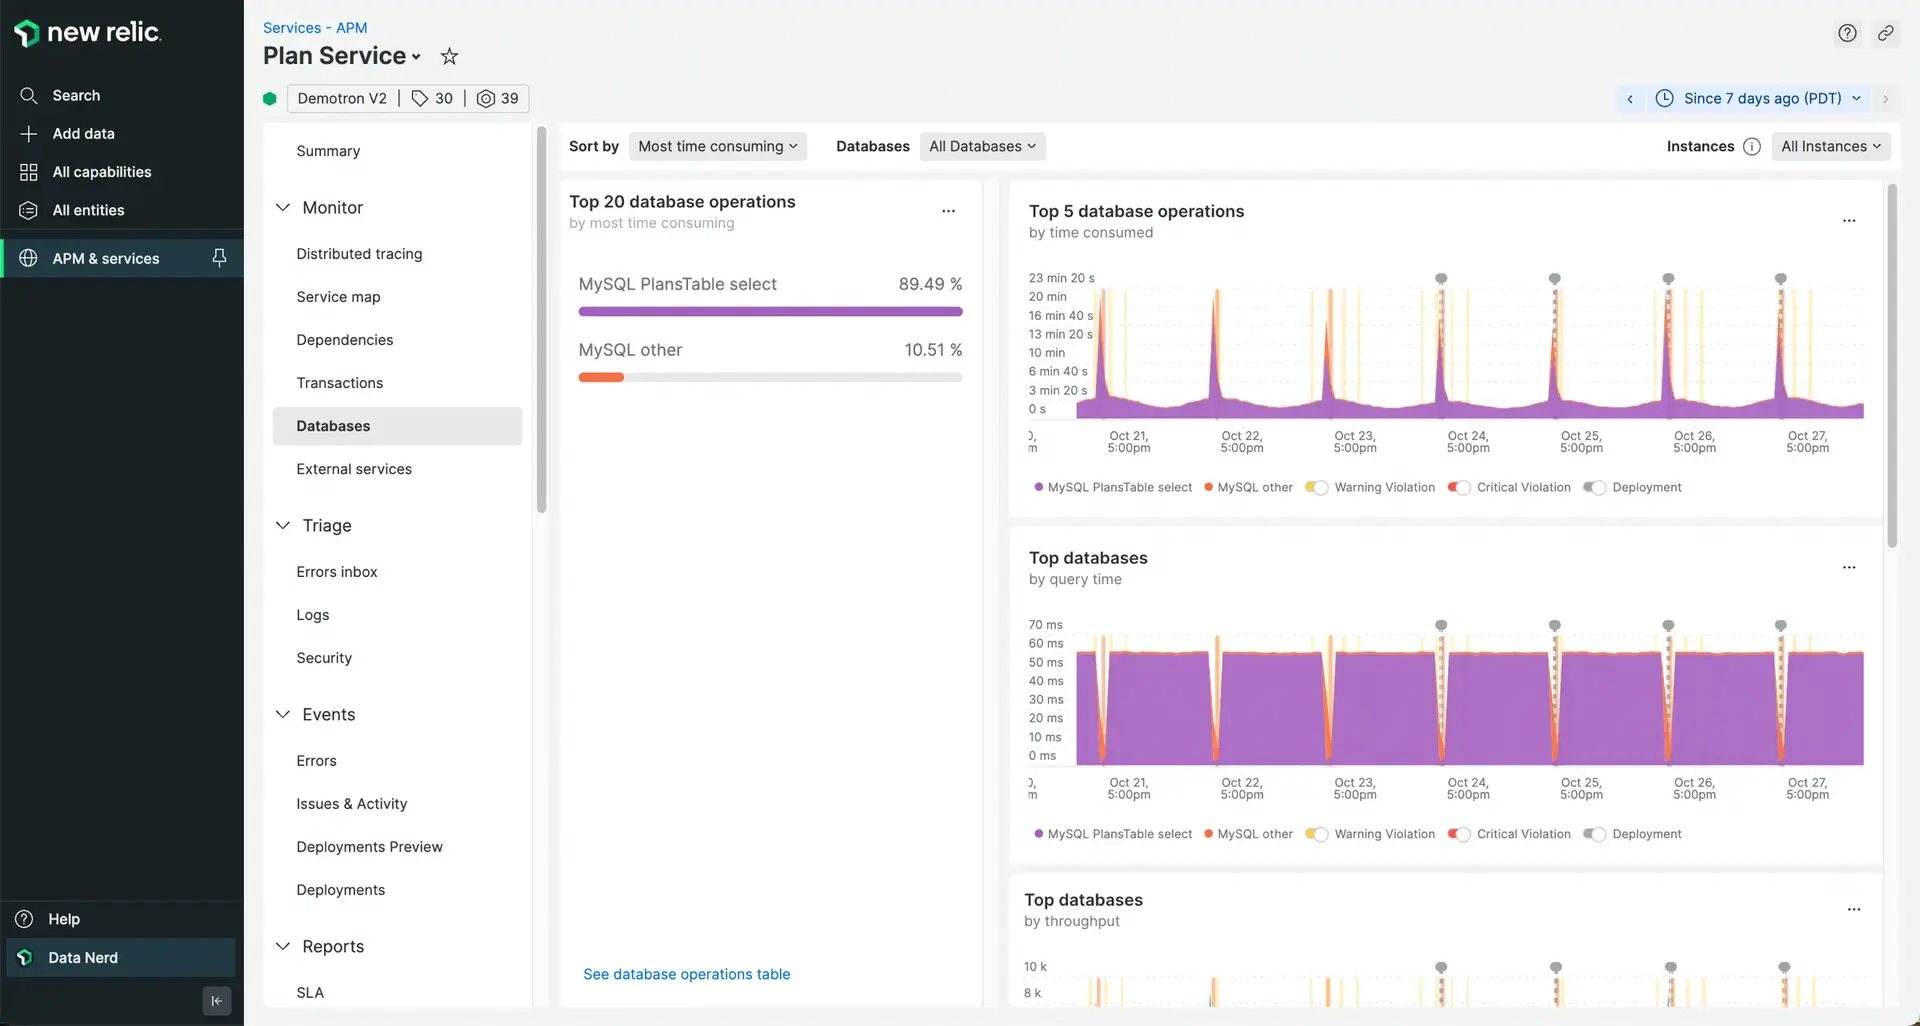 new relic.
Search
Add data
All capabilities
All entities
APM & services
Help
Data Nerd
Services - APM
Plan Service
Demotron V2 | 30 | 39
Since 7 days ago (PDT)
Summary
Monitor
Distributed tracing
Service map
Dependencies
Transactions
Databases
External services
Triage
Errors inbox
Logs
Security
Events
Errors
Issues & Activity
Deployments Preview
Deployments
Reports
SLA
Sort by Most time consuming Databases All Databases Instances All Instances
Top 20 database operations
by most time consuming
MySQL PlansTable select 89.49 %
MySQL other 10.51 %
See database operations table
Top 5 database operations
by time consumed
23 min 20 s
20 min
16 min 40 s
13 min 20 s
10 min
6 min 40 s
3 min 20 s
0 s
0, Oct 21, Oct 22, Oct 23, Oct 24, Oct 25, Oct 26, Oct 27,
m 5:00pm 5:00pm 5:00pm 5:00pm 5:00pm 5:00pm 5:00pm
MySQL PlansTable select MySQL other Warning Violation Critical Violation Deployment
Top databases
by query time
70 ms
60 ms
50 ms
40 ms
30 ms
20 ms
10 ms
0 ms
0, Oct 21, Oct 22, Oct 23, Oct 24, Oct 25, Oct 26, Oct 27,
m 5:00pm 5:00pm 5:00pm 5:00pm 5:00pm 5:00pm 5:00pm
MySQL PlansTable select MySQL other Warning Violation Critical Violation Deployment
Top databases
by throughput
10 k
8 k